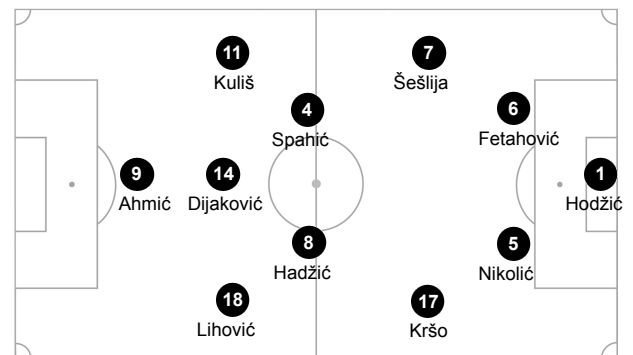 11
Kuliš
7
Šešlija
4
Spahić
6
Fetahović
9
Ahmić
14
Dijaković
1
Hodžić
8
Hadžić
5
Nikolić
18
Lihović
17
Kršo